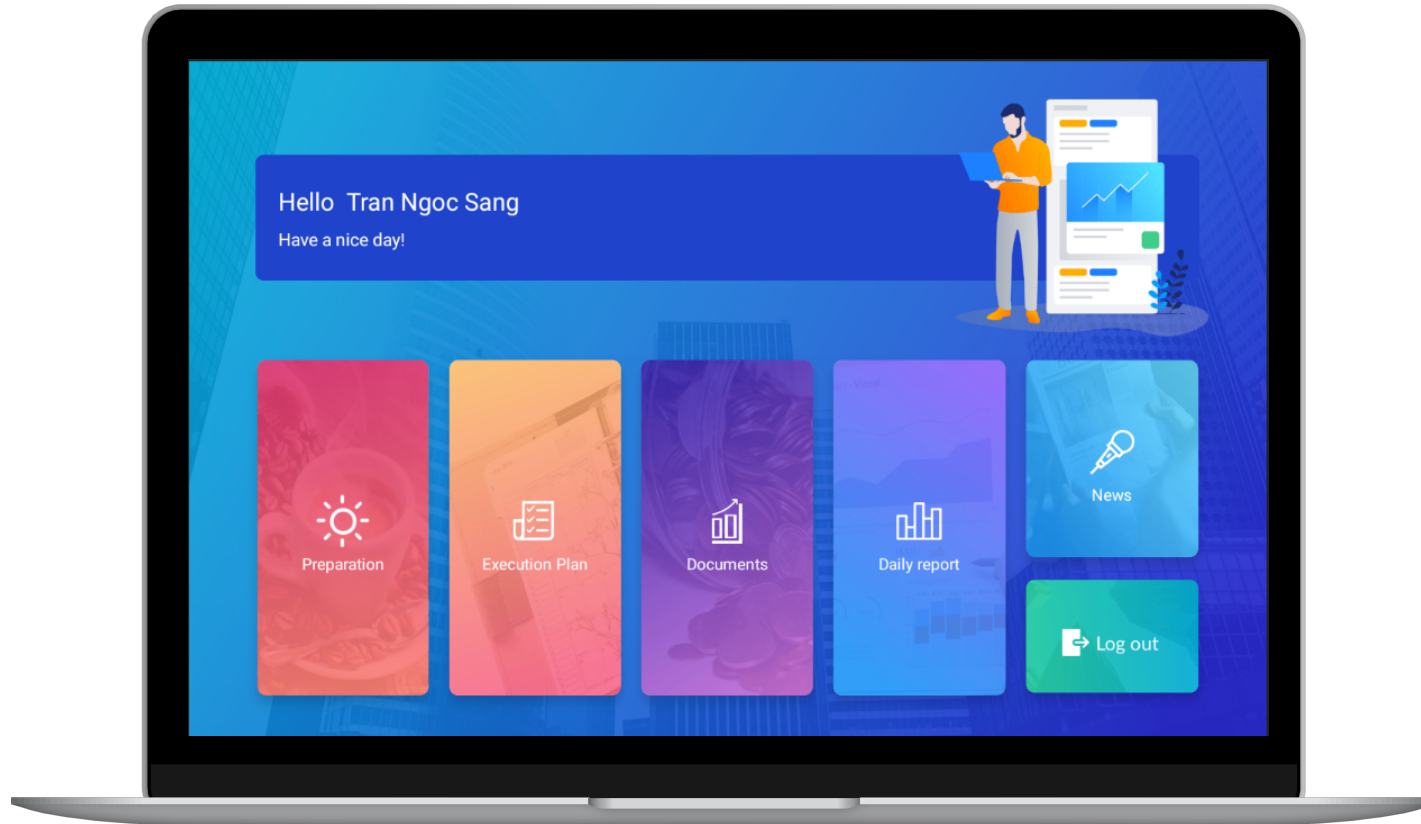 Hello  Tran Ngoc Sang
Have a nice day!
Preparation
Execution Plan
Documents
Daily report
News
Log out